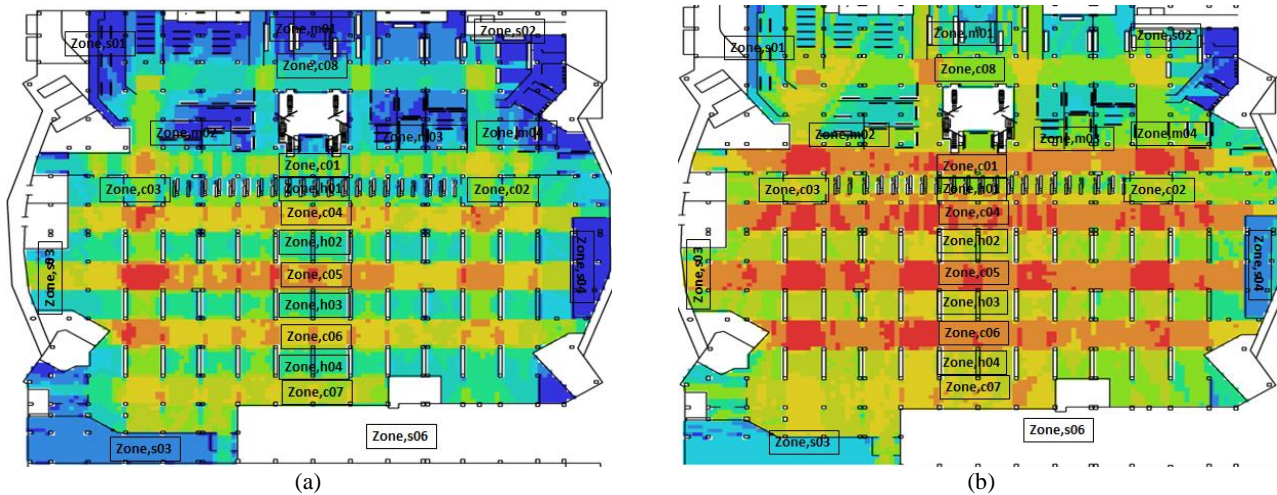 Zone,s01
Zone,m01
Zone,s02
Zone,c08
Zone,m02
Zone,m03
Zone,m04
Zone,c01
Zone,c03
Zone,h01
Zone,c02
Zone,c04
Zone,h02
Zone,s03
Zone,c05
Zone,s04
Zone,h03
Zone,c06
Zone,h04
Zone,c07
Zone,s06
Zone,s03
(a)
Zone,s01
Zone,m01
Zone,s02
Zone,c08
Zone,m02
Zone,m03
Zone,m04
Zone,c01
Zone,c03
Zone,h01
Zone,c02
Zone,c04
Zone,h02
Zone,s03
Zone,c05
Zone,s04
Zone,h03
Zone,c06
Zone,h04
Zone,c07
Zone,s06
Zone,s03
(b)